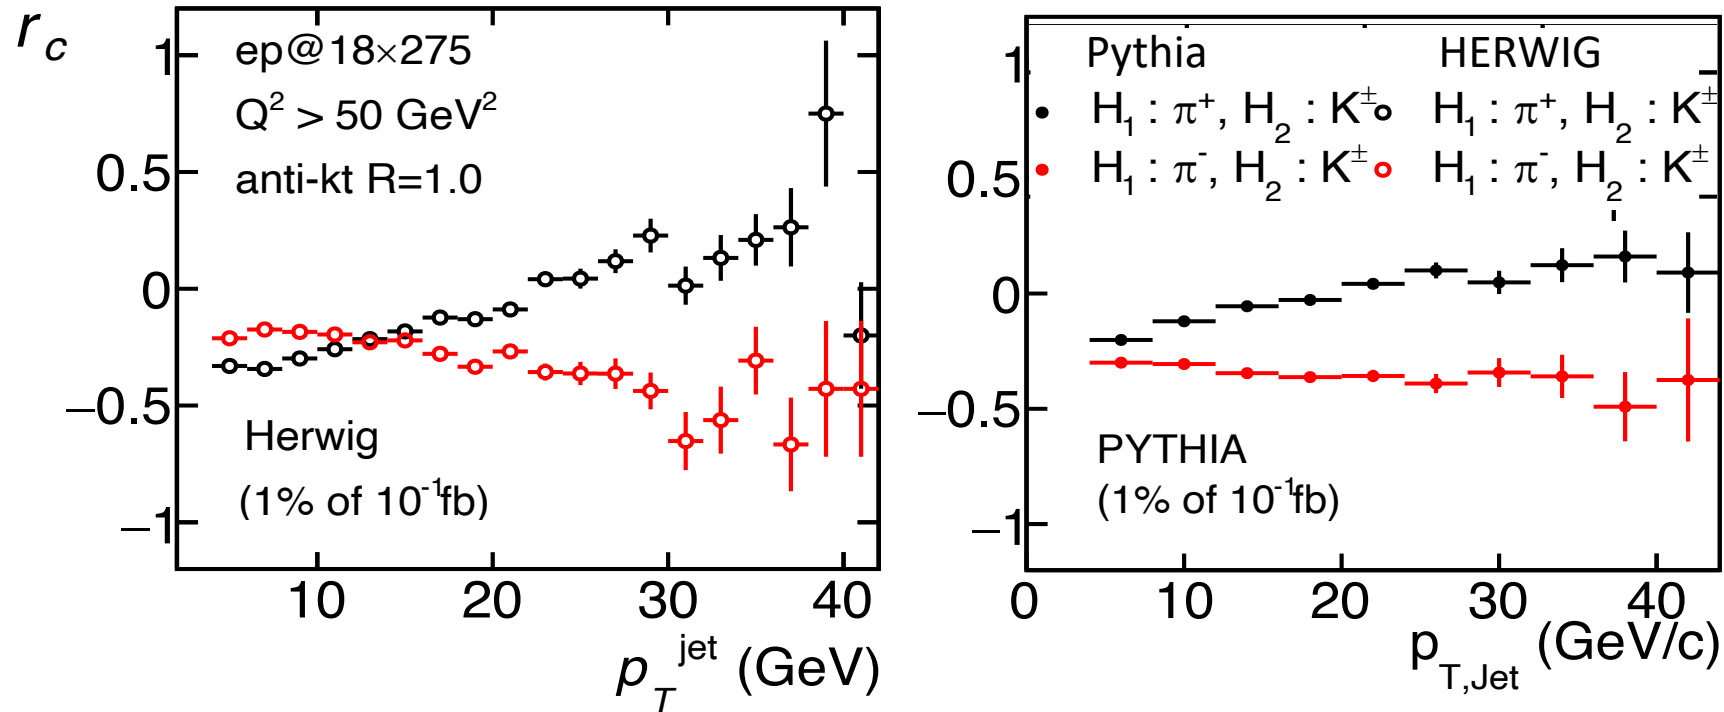 r c
1
0.5
0
−0.5
−1
ep@18×275
Q² > 50 GeV²
anti-kt R=1.0
Herwig
(1% of 10⁻¹fb)
10 20 30 40
p_T^jet (GeV)
1
0.5
0
−0.5
−1
Pythia HERWIG
H₁ : π⁺, H₂ : K± H₁ : π⁺, H₂ : K±
H₁ : π⁻, H₂ : K± H₁ : π⁻, H₂ : K±
PYTHIA
(1% of 10⁻¹fb)
0 10 20 30 40
p_T,Jet (GeV/c)